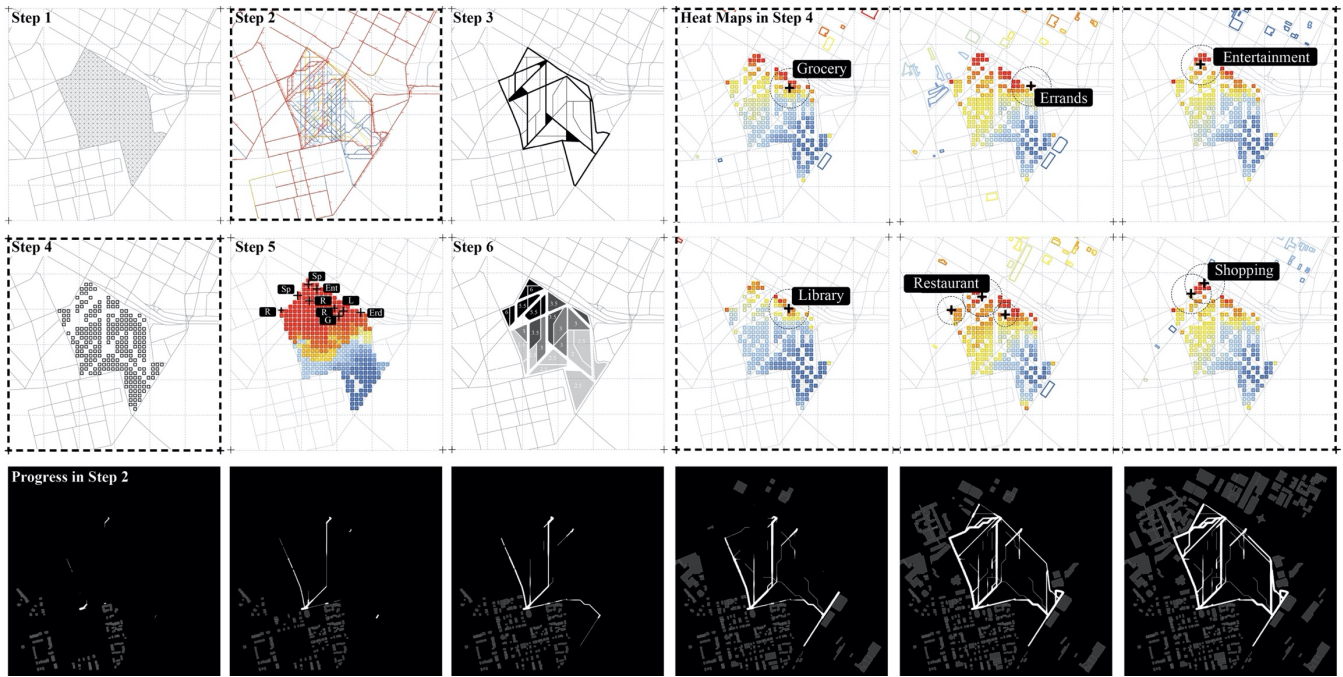 Step 1
Step 2
Step 3
Heat Maps in Step 4
Grocery
Errands
Entertainment
Step 4
Step 5
Sp
Sp
Ent
R
R
L
R
G
Erd
Step 6
Library
Restaurant
Shopping
Progress in Step 2